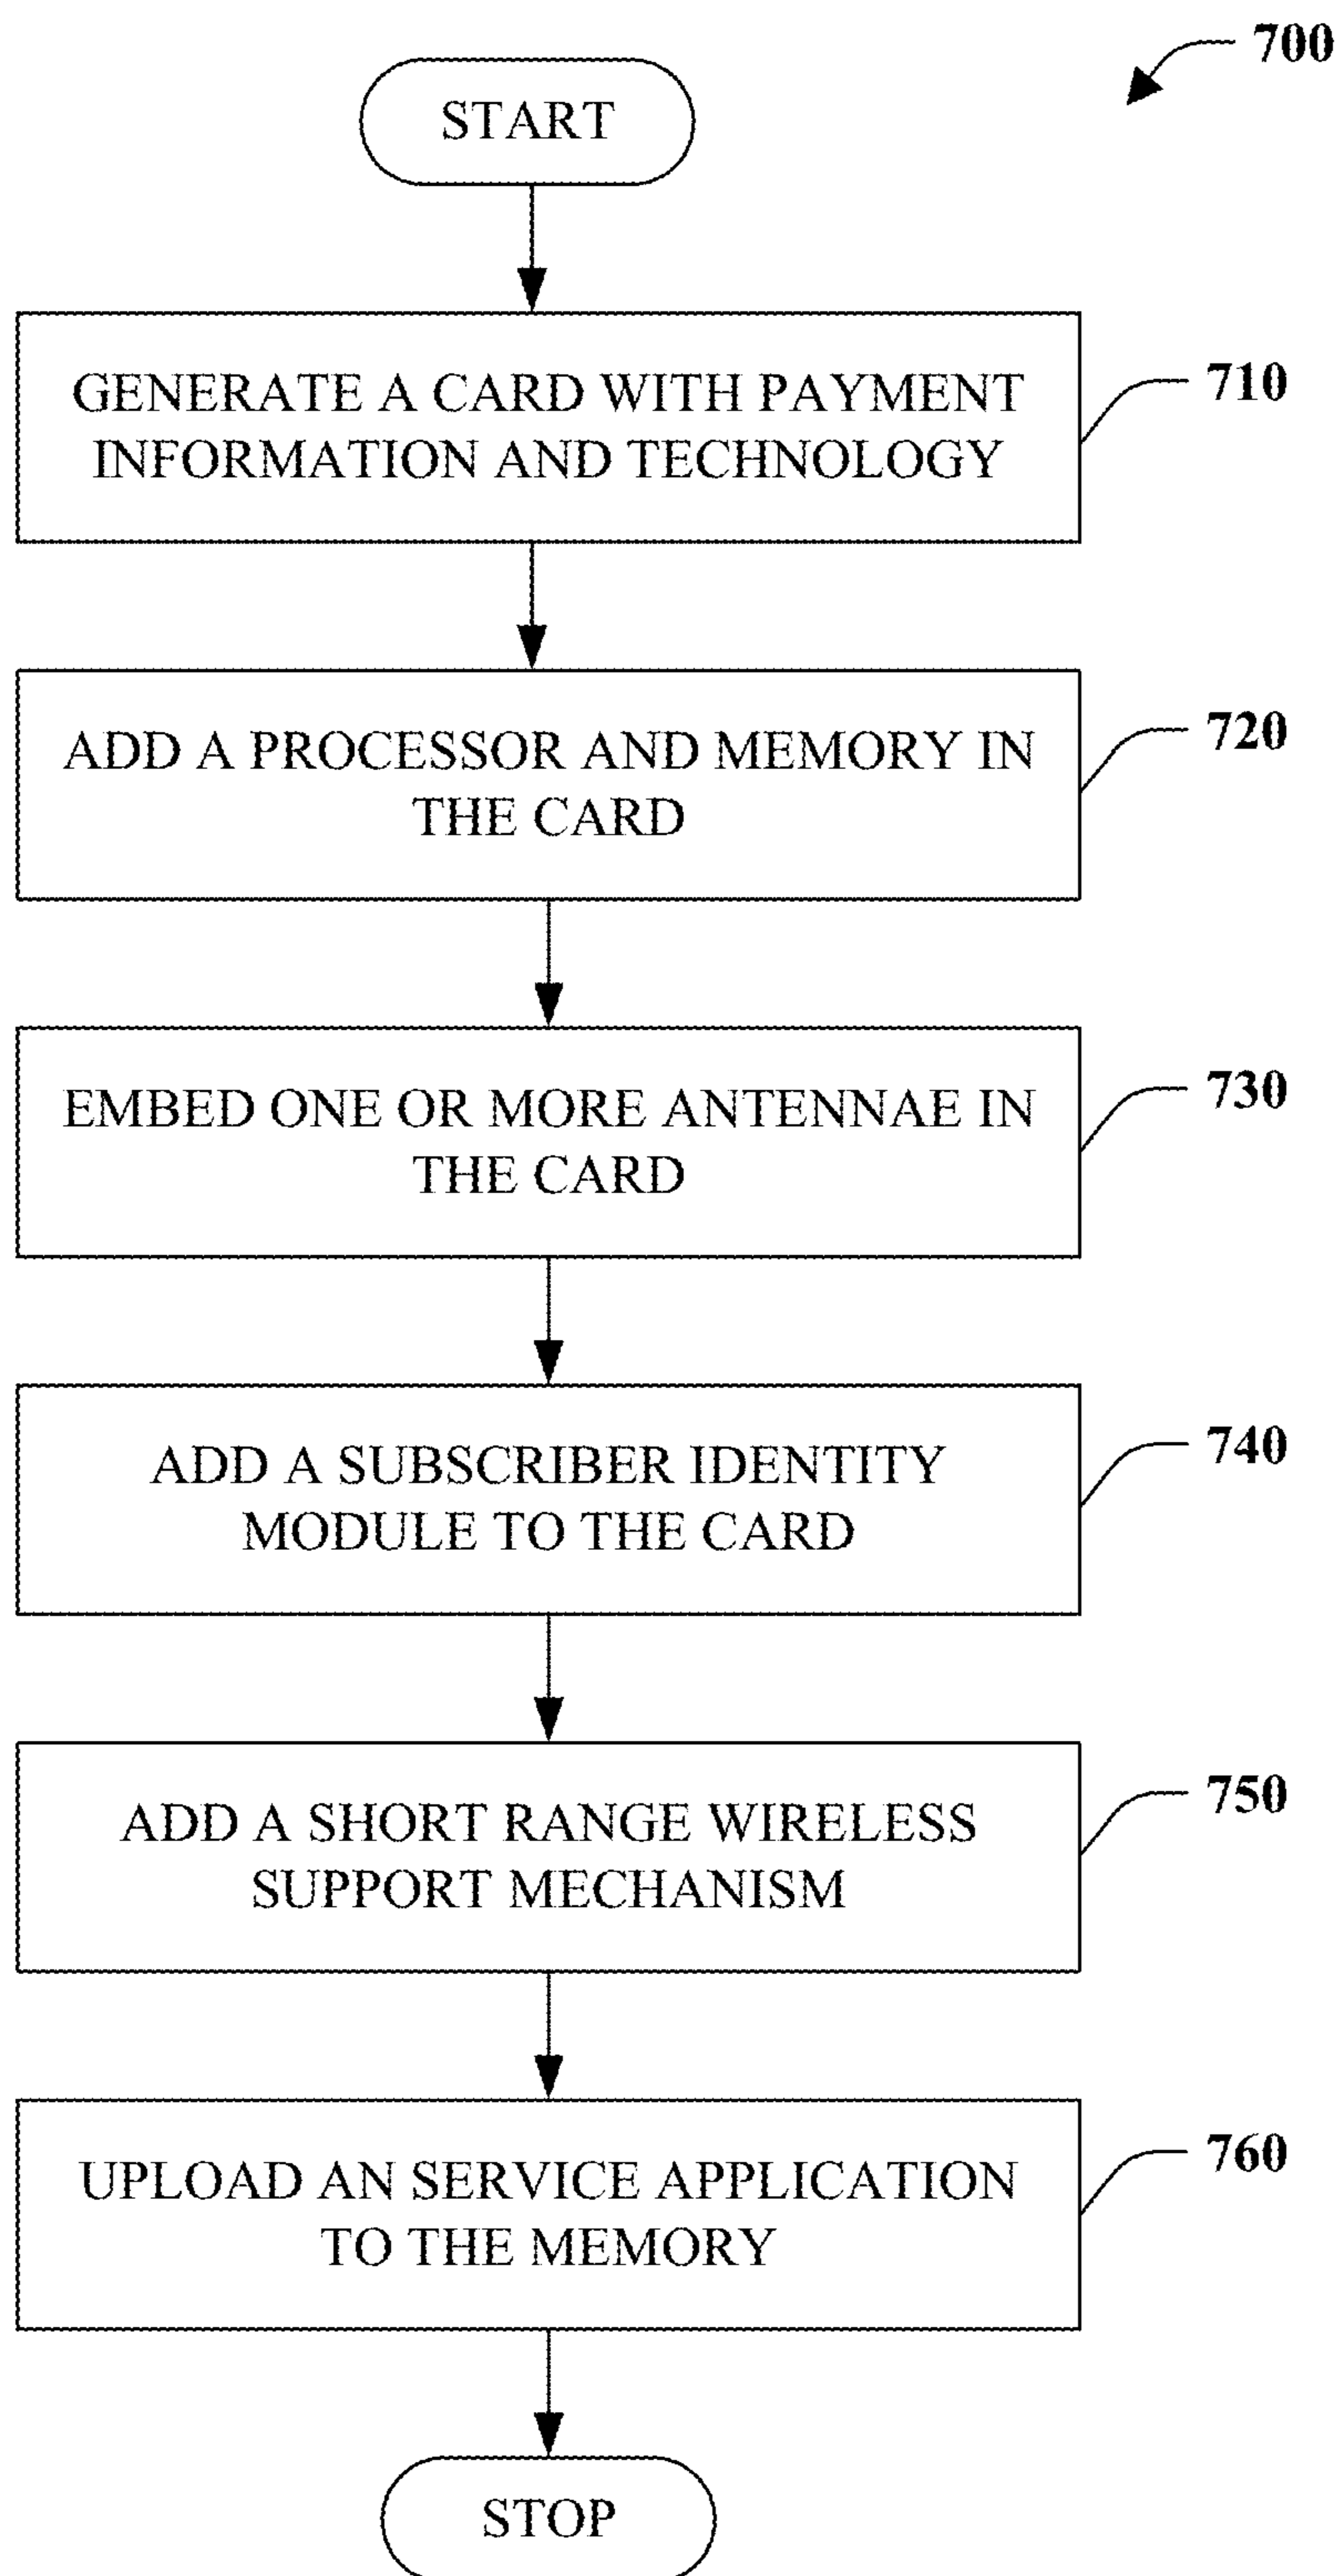 700
START
GENERATE A CARD WITH PAYMENT
INFORMATION AND TECHNOLOGY
710
ADD A PROCESSOR AND MEMORY IN
THE CARD
720
EMBED ONE OR MORE ANTENNAE IN
THE CARD
730
ADD A SUBSCRIBER IDENTITY
MODULE TO THE CARD
740
ADD A SHORT RANGE WIRELESS
SUPPORT MECHANISM
750
UPLOAD AN SERVICE APPLICATION
TO THE MEMORY
760
STOP